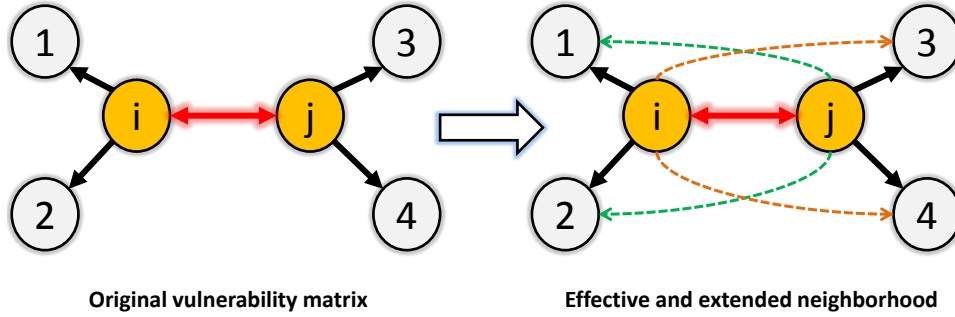 1
3
i
j
2
4
Original vulnerability matrix
1
3
i
j
2
4
Effective and extended neighborhood